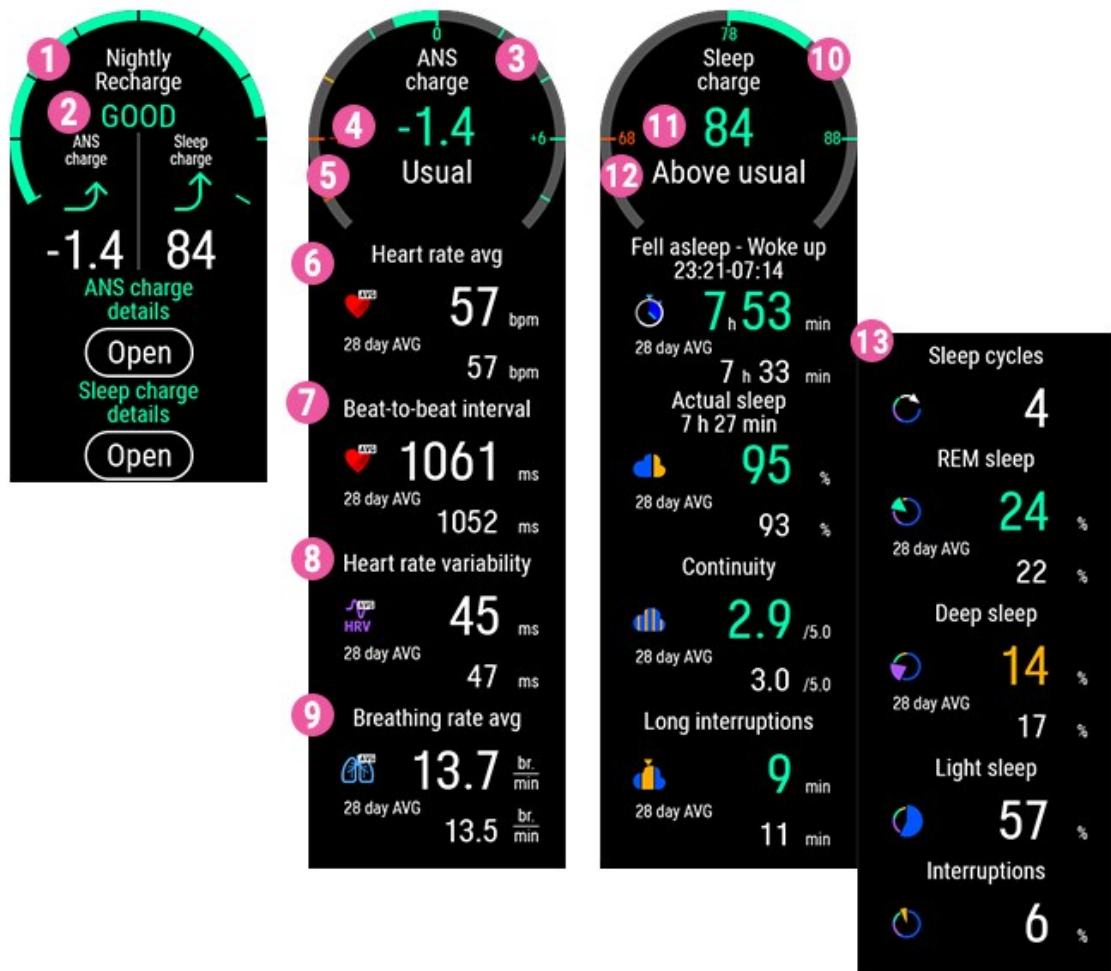 1
Nightly
Recharge
2
GOOD
ANS
charge
Sleep
charge
-1.4
84
ANS charge
details
Open
Sleep charge
details
Open
0
ANS
charge
3
4
-1.4
+6
5
Usual
6
Heart rate avg
AVG
57 bpm
28 day AVG
57 bpm
7
Beat-to-beat interval
AVG
1061 ms
28 day AVG
1052 ms
8
Heart rate variability
AVG
HRV
45 ms
28 day AVG
47 ms
9
Breathing rate avg
AVG
13.7 br.
min
28 day AVG
13.5 br.
min
78
Sleep
charge
10
68
11
84
88
12
Above usual
Fell asleep - Woke up
23:21-07:14
7 h 53 min
28 day AVG
7 h 33 min
Actual sleep
7 h 27 min
95 %
28 day AVG
93 %
Continuity
2.9 /5.0
28 day AVG
3.0 /5.0
Long interruptions
9 min
28 day AVG
11 min
13
Sleep cycles
4
REM sleep
24 %
28 day AVG
22 %
Deep sleep
14 %
28 day AVG
17 %
Light sleep
57 %
Interruptions
6 %